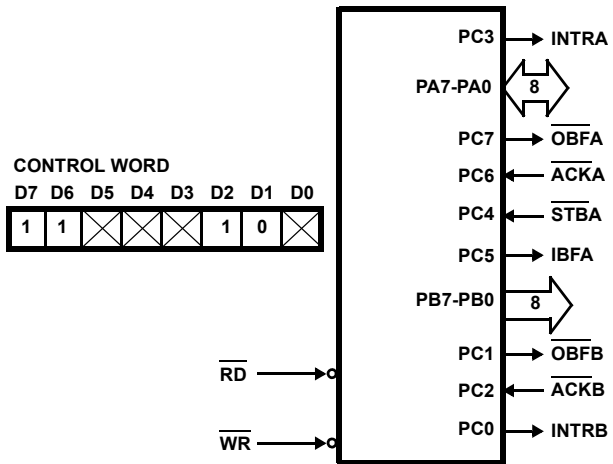 PC3 INTRA
PA7-PA0 8
PC7 OBFA
CONTROL WORD
PC6 ACKA
D7 D6 D5 D4 D3 D2 D1 D0
PC4 STBA
1 1 1 0
PC5 IBFA
PB7-PB0 8
PC1 OBFB
RD
PC2 ACKB
PC0 INTRB
WR